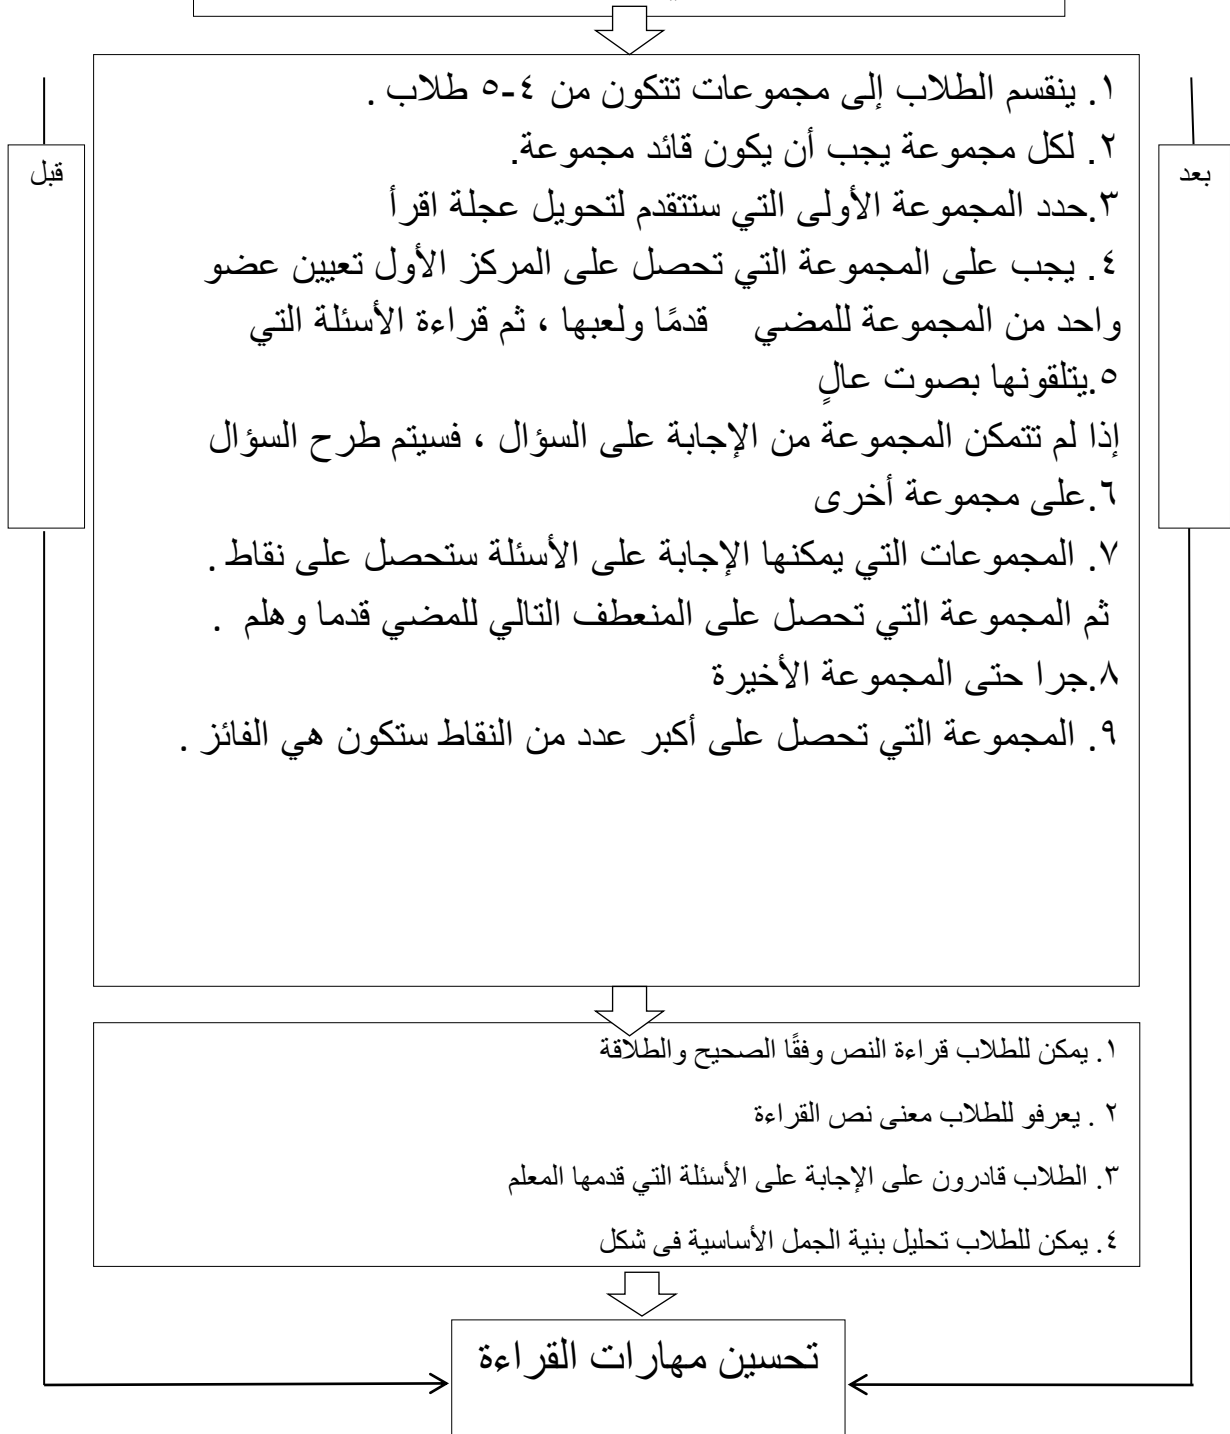 ١. ينقسم الطلاب إلى مجموعات تتكون من ٤-٥ طلاب .
٢. لكل مجموعة يجب أن يكون قائد مجموعة.
٣.حدد المجموعة الأولى التي ستتقدم لتحويل عجلة اقرأ
٤. يجب على المجموعة التي تحصل على المركز الأول تعيين عضو
واحد من المجموعة للمضي قدمًا ولعبها ، ثم قراءة الأسئلة التي
٥.يتلقونها بصوت عالٍ
إذا لم تتمكن المجموعة من الإجابة على السؤال ، فسيتم طرح السؤال
٦.على مجموعة أخرى
٧. المجموعات التي يمكنها الإجابة على الأسئلة ستحصل على نقاط .
ثم المجموعة التي تحصل على المنعطف التالي للمضي قدما وهلم .
٨.جرا حتى المجموعة الأخيرة
٩. المجموعة التي تحصل على أكبر عدد من النقاط ستكون هي الفائز .
بعد
قبل
١. يمكن للطلاب قراءة النص وفقًا الصحيح والطلاقة
٢ . يعرفو للطلاب معنى نص القراءة
٣. الطلاب قادرون على الإجابة على الأسئلة التي قدمها المعلم
٤. يمكن للطلاب تحليل بنية الجمل الأساسية فى شكل
تحسين مهارات القراءة